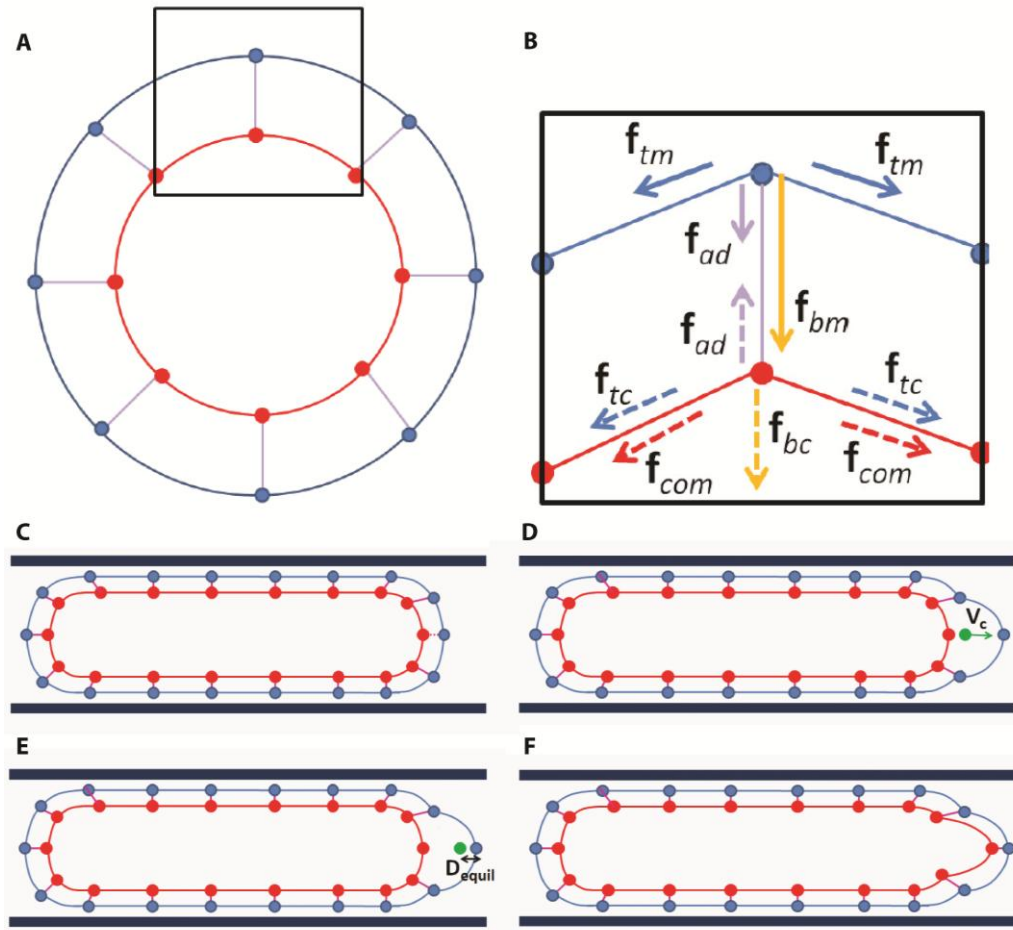 A
B
f_tm
f_tm
f_ad
f_ad
f_bm
f_tc
f_tc
f_bc
f_com
f_com
C
D
V_c
E
F
D_equil